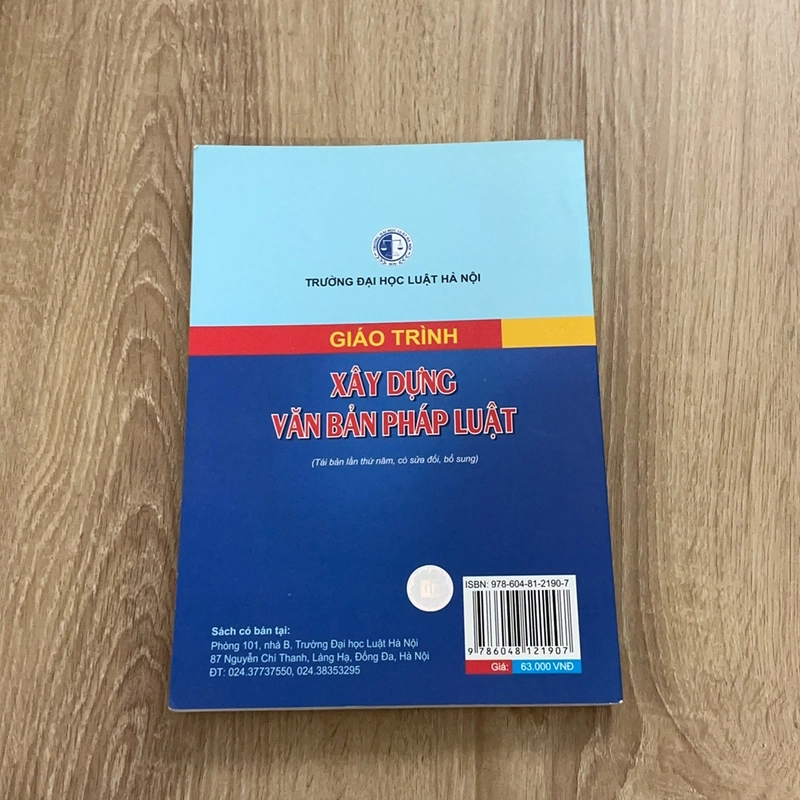 TRƯỜNG ĐẠI HỌC LUẬT HÀ NỘI
GIÁO TRÌNH
XÂY DỰNG
VĂN BẢN PHÁP LUẬT
(Tái bản lần thứ năm, có sửa đổi, bổ sung)
ISBN: 978-604-81-2190-7
9 786048 121907
Giá: 63.000 VNĐ
Sách có bán tại:
Phòng 101, nhà B, Trường Đại học Luật Hà Nội
87 Nguyễn Chí Thanh, Láng Hạ, Đống Đa, Hà Nội
ĐT: 024.37737550, 024.38353295